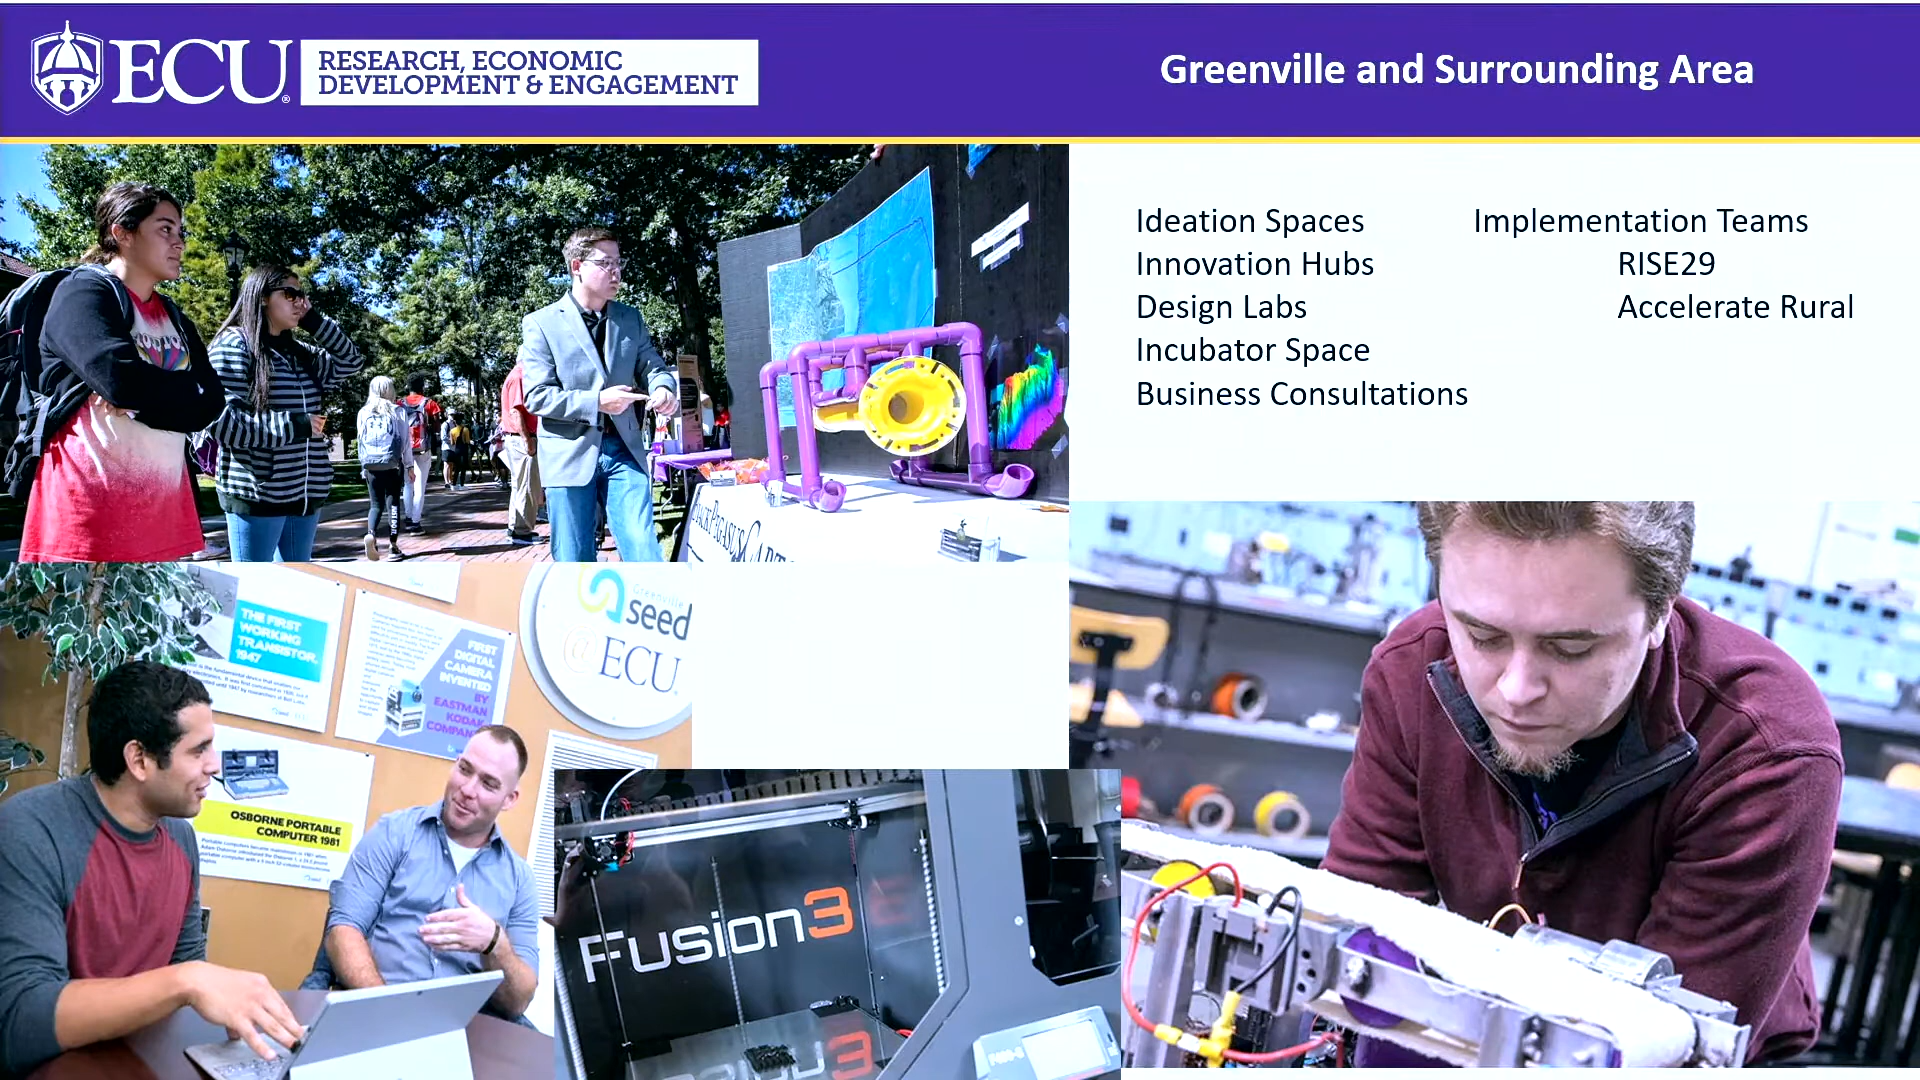 ECU
RESEARCH, ECONOMIC
DEVELOPMENT & ENGAGEMENT
Greenville and Surrounding Area
Ideation Spaces
Innovation Hubs
Design Labs
Incubator Space
Business Consultations
Implementation Teams
RISE29
Accelerate Rural
THE FIRST
WORKING
TRANSISTOR,
1947
FIRST
DIGITAL
CAMERA
INVENTED
BY
EASTMAN
KODAK
COMPANY
Greenville
seed
@ECU
OSBORNE PORTABLE
COMPUTER 1981
Fusion3